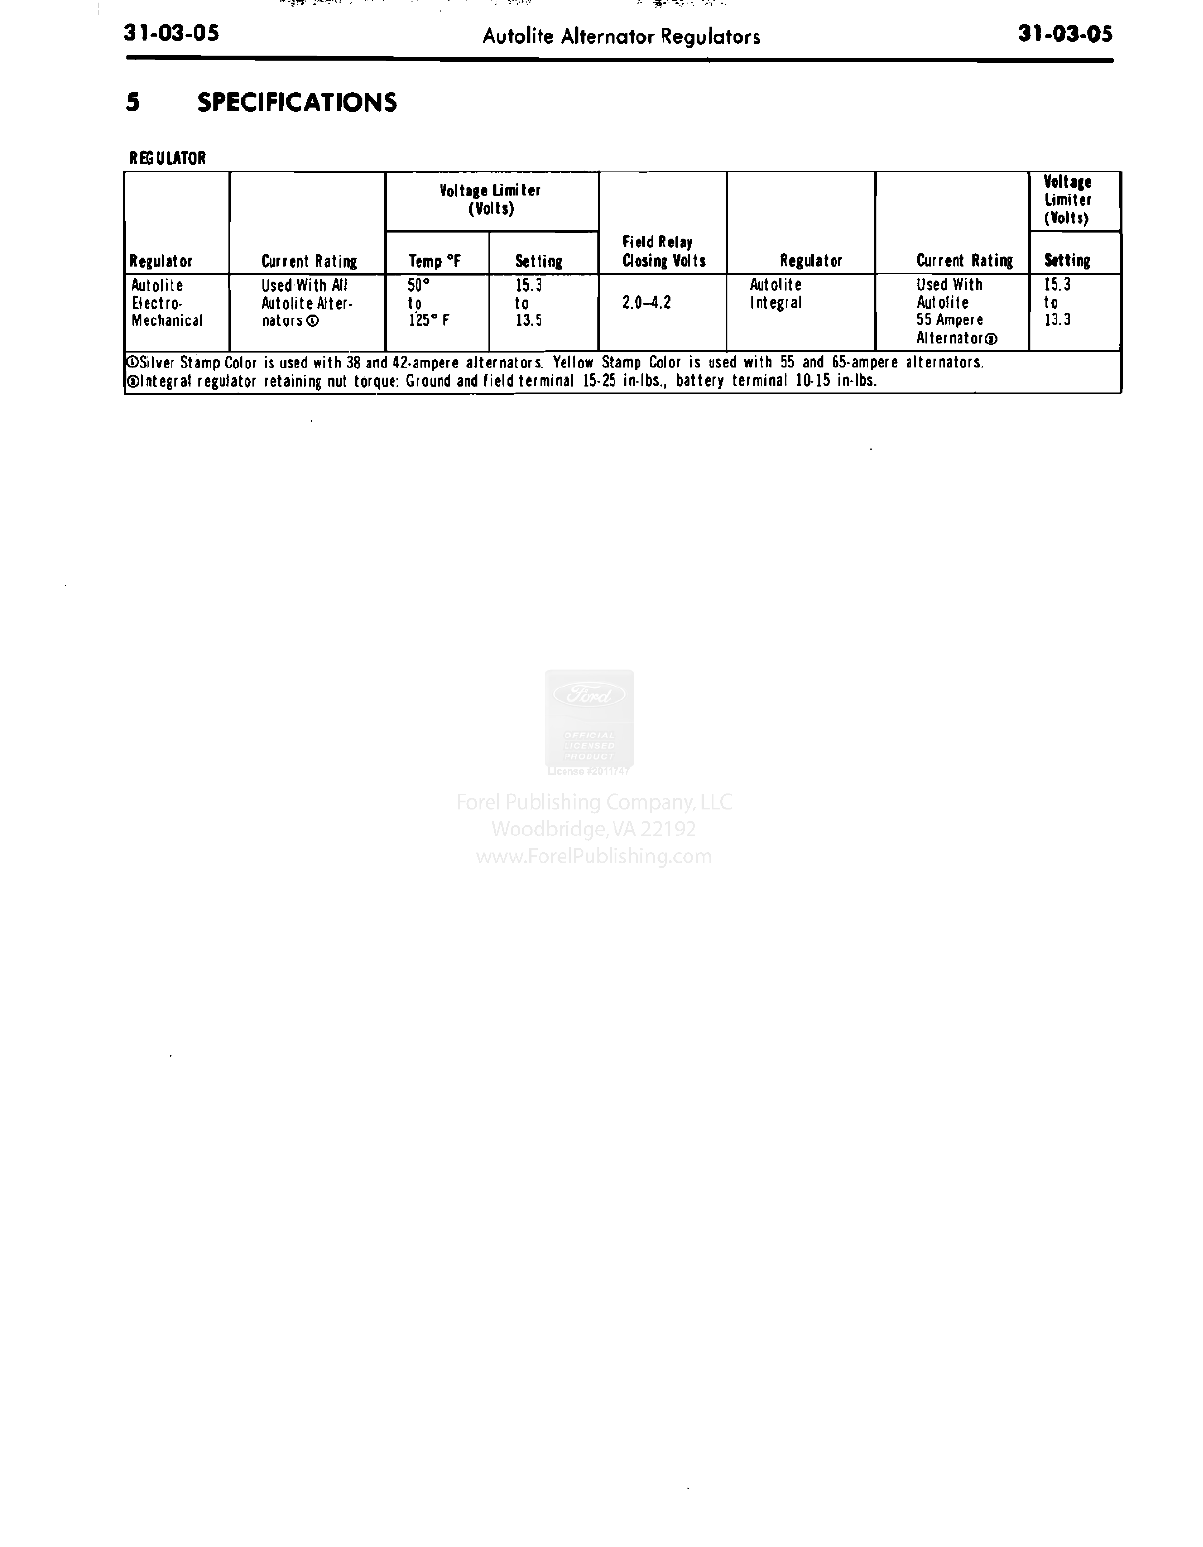 31-03-05 Autolite Alternator Regulators 31-03-05
5 SPECIFICATIONS
REGULATOR
Voltage Limiter
(Volts)
Voltage
Limiter
(Volts)
Regulator Current Rating Temp °F Setting Field Relay
Closing Volts Regulator Current Rating Setting
Autolite
Electro-
Mechanical
Used With All
Autolite Alter-
nators①
50°
to
125° F
15.3
to
13.5
2.0–4.2
Autolite
Integral
Used With
Autolite
55 Ampere
Alternator②
15.3
to
13.3
①Silver Stamp Color is used with 38 and 42-ampere alternators. Yellow Stamp Color is used with 55 and 65-ampere alternators.
②Integral regulator retaining nut torque: Ground and field terminal 15-25 in-lbs., battery terminal 10-15 in-lbs.
Ford
OFFICIAL
LICENSED
PRODUCT
License #2011747
Forel Publishing Company, LLC
Woodbridge, VA 22192
www.ForelPublishing.com